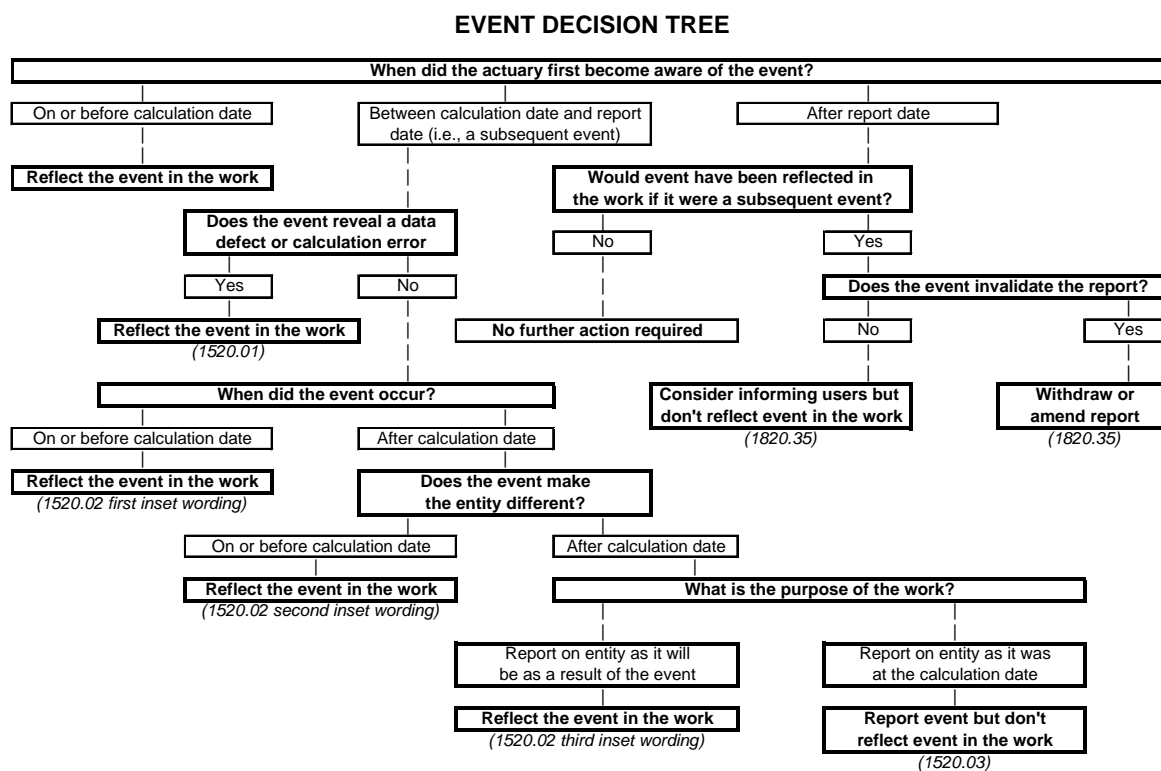 EVENT DECISION TREE
When did the actuary first become aware of the event?
On or before calculation date
Between calculation date and report
date (i.e., a subsequent event)
After report date
Reflect the event in the work
Would event have been reflected in
the work if it were a subsequent event?
Does the event reveal a data
defect or calculation error
No
Yes
Yes
No
Does the event invalidate the report?
Reflect the event in the work
(1520.01)
No further action required
No
Yes
When did the event occur?
Consider informing users but
don't reflect event in the work
(1820.35)
Withdraw or
amend report
(1820.35)
On or before calculation date
After calculation date
Reflect the event in the work
(1520.02 first inset wording)
Does the event make
the entity different?
On or before calculation date
After calculation date
Reflect the event in the work
(1520.02 second inset wording)
What is the purpose of the work?
Report on entity as it will
be as a result of the event
Report on entity as it was
at the calculation date
Reflect the event in the work
(1520.02 third inset wording)
Report event but don't
reflect event in the work
(1520.03)